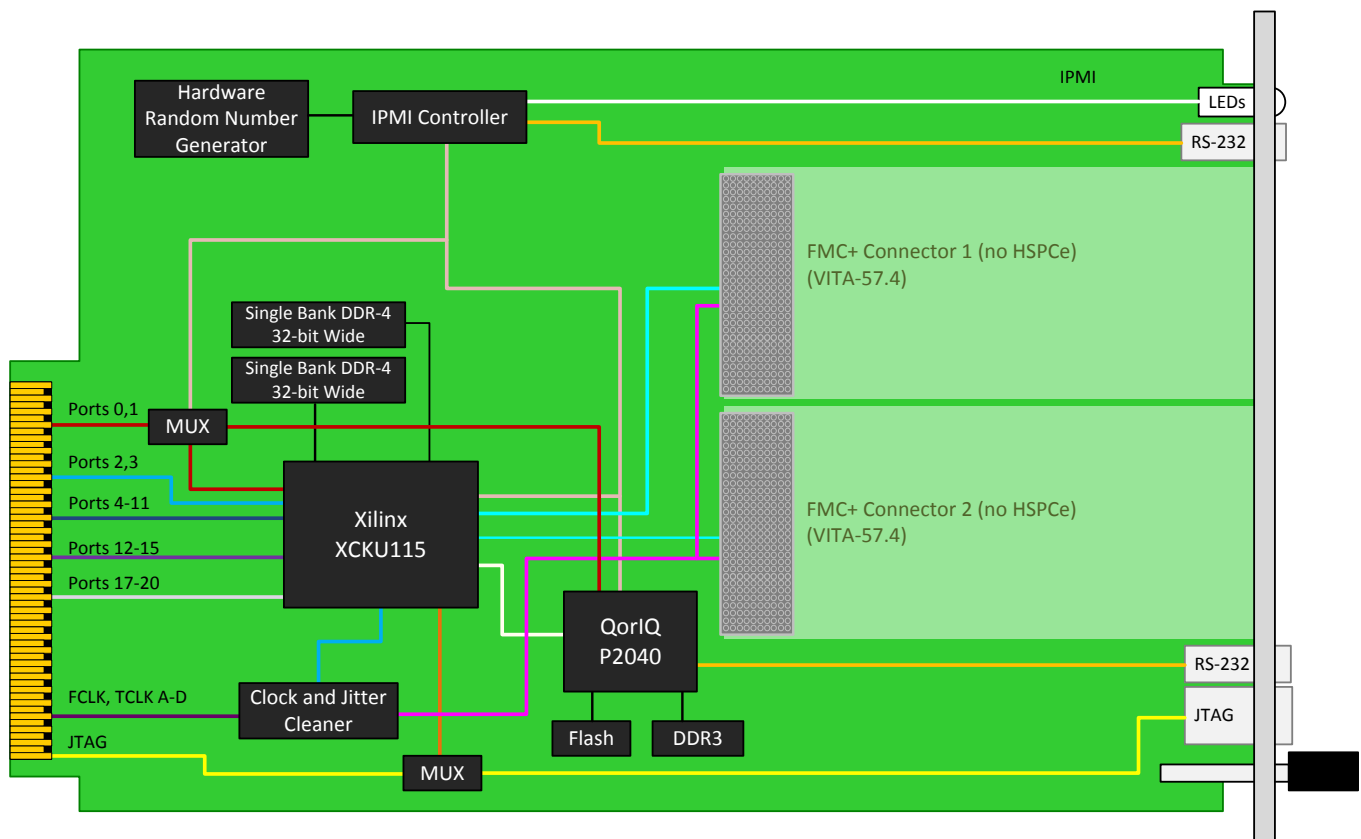 IPMI
LEDs
Hardware
Random Number
Generator
IPMI Controller
RS-232
FMC+ Connector 1 (no HSPCe)
(VITA-57.4)
Single Bank DDR-4
32-bit Wide
Single Bank DDR-4
32-bit Wide
Ports 0,1
MUX
Ports 2,3
Ports 4-11
Ports 12-15
Ports 17-20
Xilinx
XCKU115
FMC+ Connector 2 (no HSPCe)
(VITA-57.4)
QorIQ
P2040
RS-232
FCLK, TCLK A-D
Clock and Jitter
Cleaner
Flash
DDR3
JTAG
JTAG
MUX